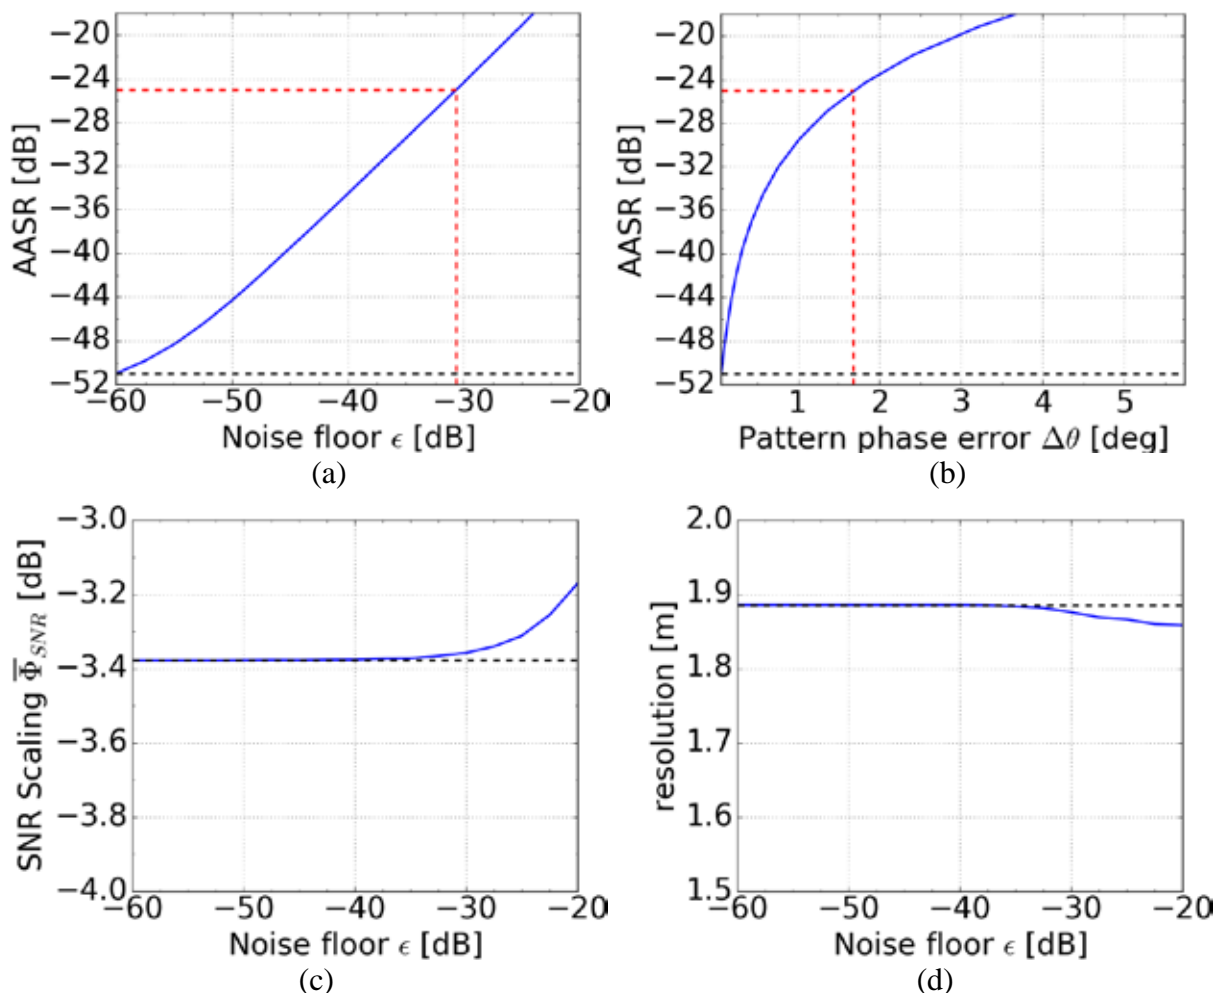 −20
−24
−28
−32
−36
−40
−44
−48
−52
AASR [dB]
−60 −50 −40 −30 −20
Noise floor ϵ [dB]
(a)
−20
−24
−28
−32
−36
−40
−44
−48
−52
AASR [dB]
1 2 3 4 5
Pattern phase error Δθ [deg]
(b)
−3.0
−3.2
−3.4
−3.6
−3.8
−4.0
SNR Scaling Φ̅_SNR [dB]
−60 −50 −40 −30 −20
Noise floor ϵ [dB]
(c)
2.0
1.9
1.8
1.7
1.6
1.5
resolution [m]
−60 −50 −40 −30 −20
Noise floor ϵ [dB]
(d)